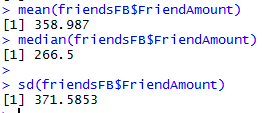 > mean(friendsFB$FriendAmount)
[1] 358.987
> median(friendsFB$FriendAmount)
[1] 266.5
>
> sd(friendsFB$FriendAmount)
[1] 371.5853